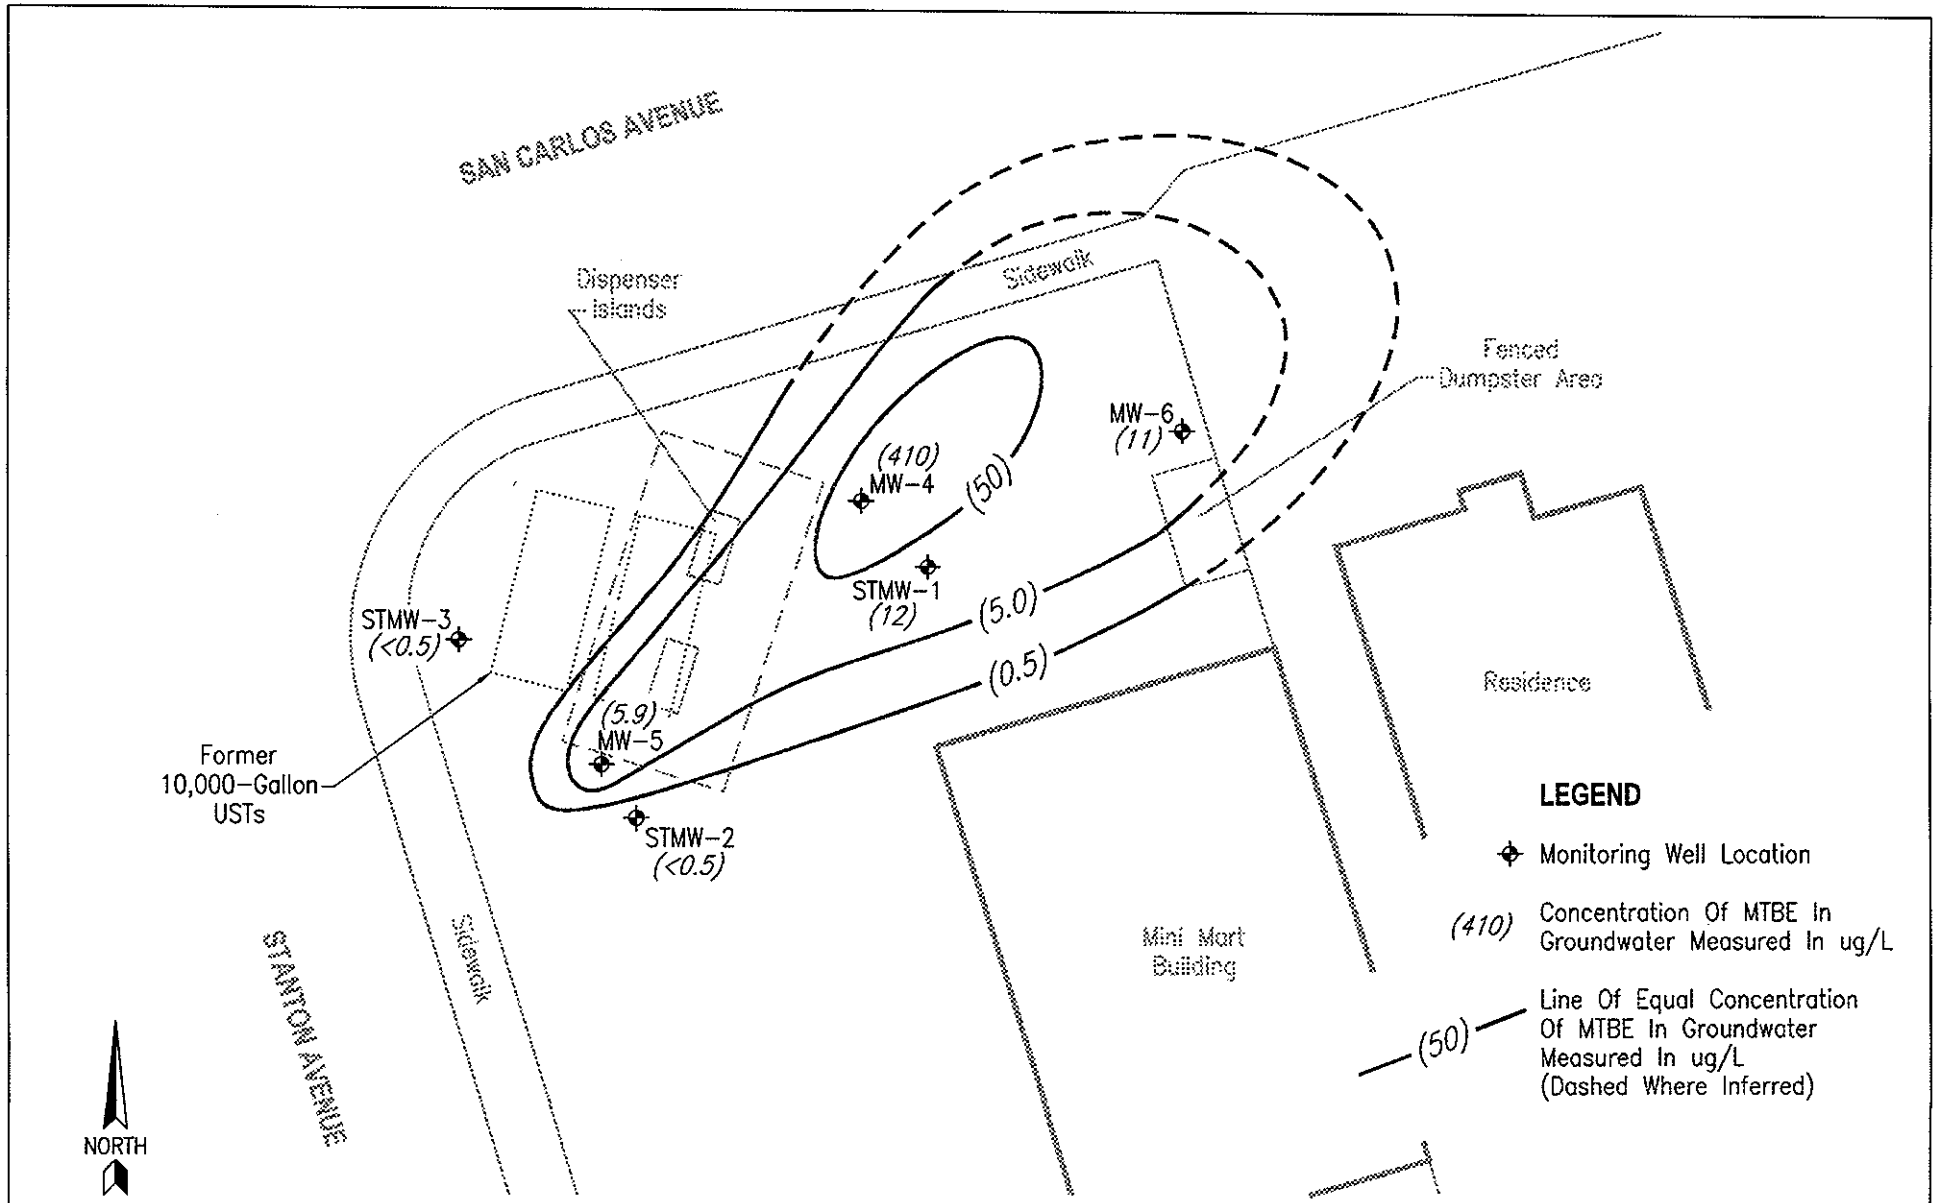 SAN CARLOS AVENUE
Dispenser
Islands
Sidewalk
Fenced
Dumpster Area
MW-6
(11)
(410)
MW-4
(50)
STMW-1
(12)
(5.0)
STMW-3
(<0.5)
(0.5)
Residence
(5.9)
MW-5
Former
10,000-Gallon
USTs
STMW-2
(<0.5)
Sidewalk
STANTON AVENUE
Mini Mart
Building
LEGEND
Monitoring Well Location
(410)
Concentration Of MTBE In
Groundwater Measured In ug/L
(50)
Line Of Equal Concentration
Of MTBE In Groundwater
Measured In ug/L
(Dashed Where Inferred)
NORTH